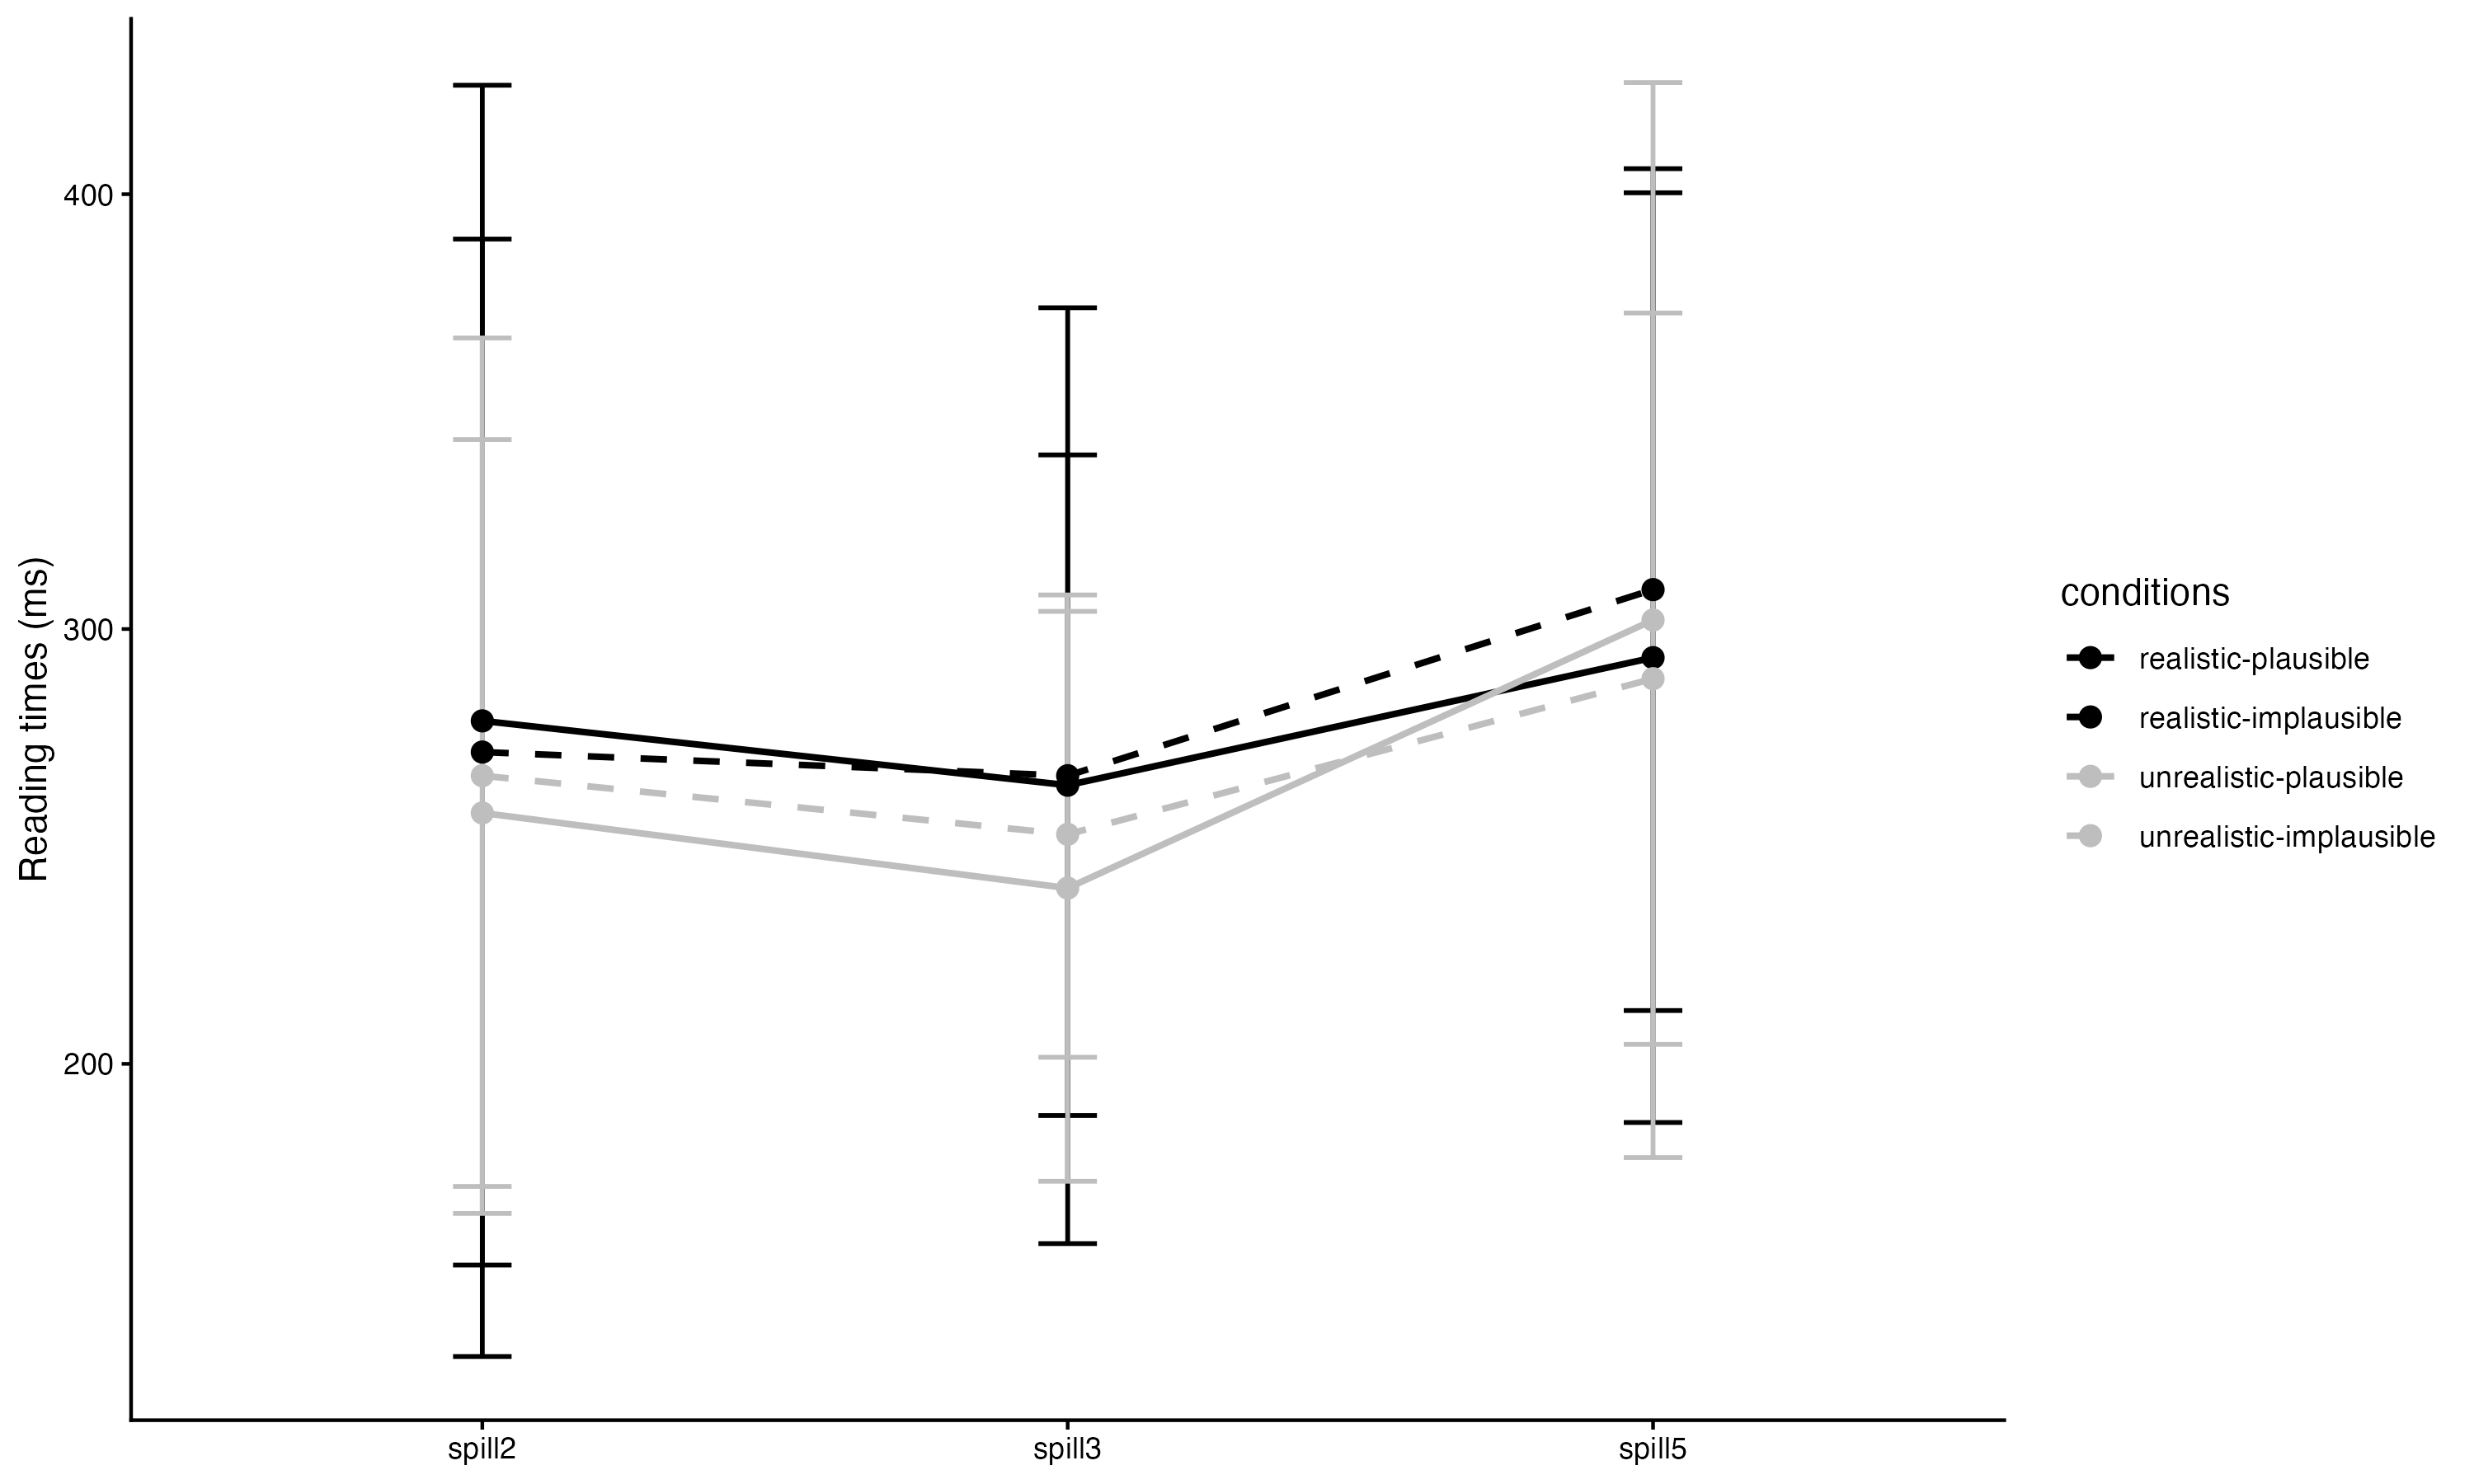 Reading times (ms)
400
300
200
spill2
spill3
spill5
conditions
realistic-plausible
realistic-implausible
unrealistic-plausible
unrealistic-implausible